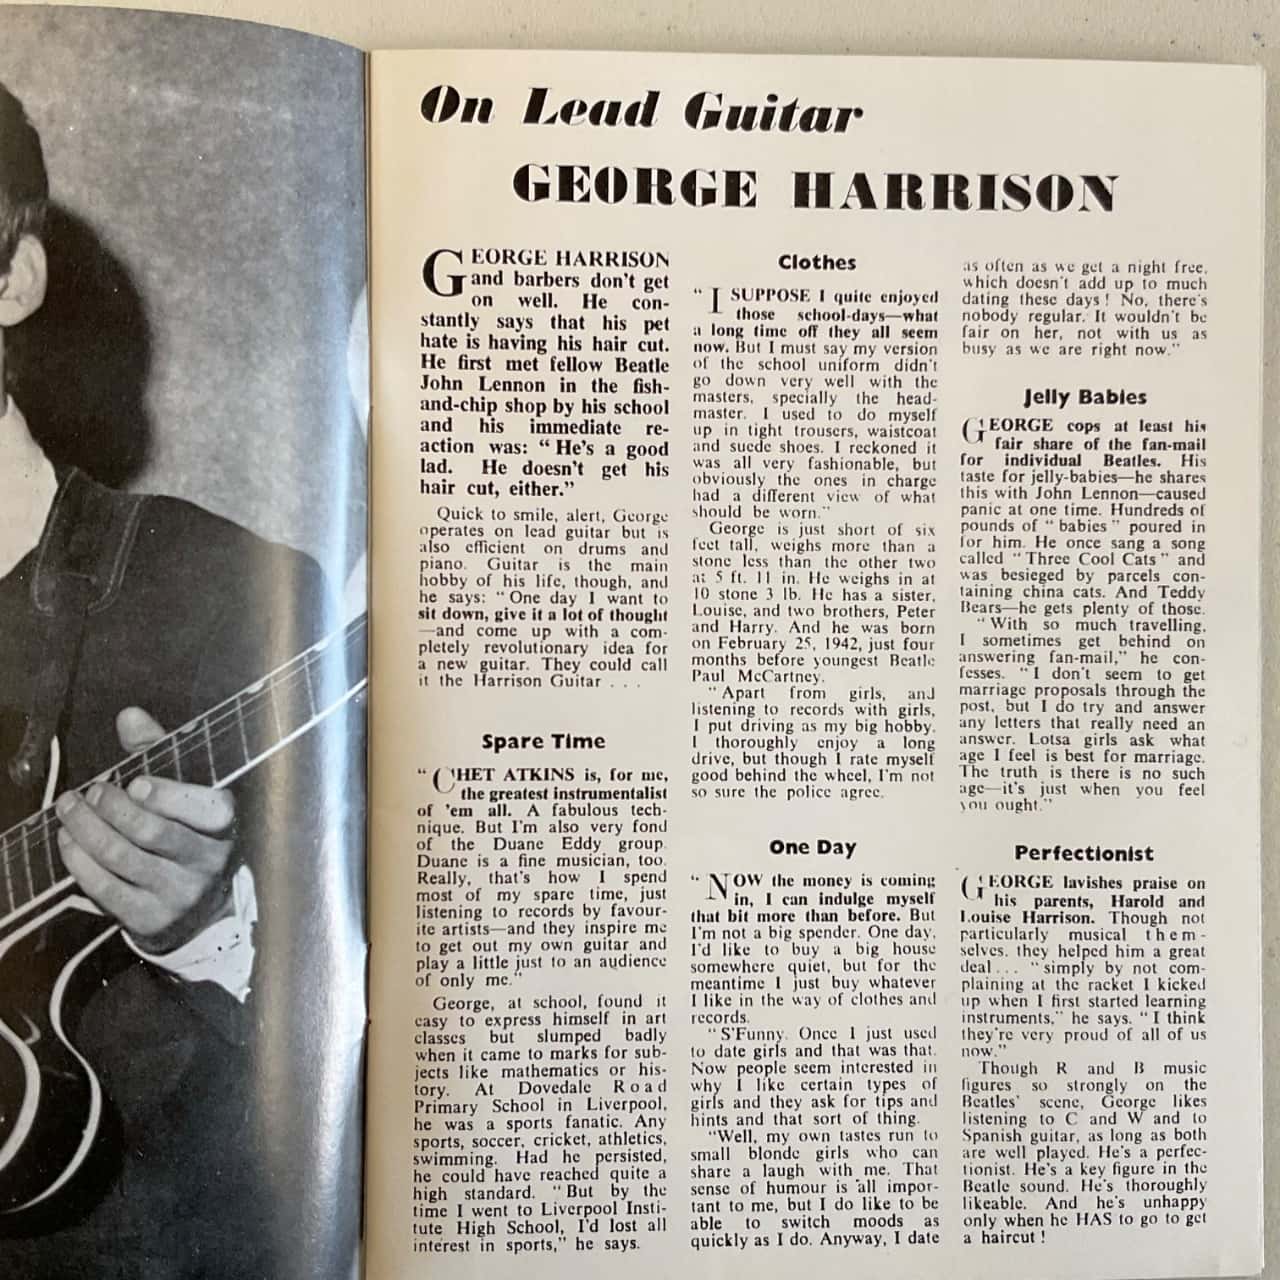 On Lead Guitar
GEORGE HARRISON
GEORGE HARRISON
and barbers don't get
on well. He con-
stantly says that his pet
hate is having his hair cut.
He first met fellow Beatle
John Lennon in the fish-
and-chip shop by his school
and his immediate re-
action was: “ He's a good
lad. He doesn't get his
hair cut, either.”
Quick to smile, alert, George
operates on lead guitar but is
also efficient on drums and
piano. Guitar is the main
hobby of his life, though, and
he says: “ One day I want to
sit down, give it a lot of thought
—and come up with a com-
pletely revolutionary idea for
a new guitar. They could call
it the Harrison Guitar . . .
Spare Time
“ CHET ATKINS is, for me,
the greatest instrumentalist
of 'em all. A fabulous tech-
nique. But I'm also very fond
of the Duane Eddy group.
Duane is a fine musician, too.
Really, that's how I spend
most of my spare time, just
listening to records by favour-
ite artists—and they inspire me
to get out my own guitar and
play a little just to an audience
of only me.”
George, at school, found it
easy to express himself in art
classes but slumped badly
when it came to marks for sub-
jects like mathematics or his-
tory. At Dovedale Road
Primary School in Liverpool,
he was a sports fanatic. Any
sports, soccer, cricket, athletics,
swimming. Had he persisted,
he could have reached quite a
high standard. “ But by the
time I went to Liverpool Insti-
tute High School, I'd lost all
interest in sports,” he says.
Clothes
“ I SUPPOSE I quite enjoyed
those school-days—what
a long time off they all seem
now. But I must say my version
of the school uniform didn't
go down very well with the
masters, specially the head-
master. I used to do myself
up in tight trousers, waistcoat
and suede shoes. I reckoned it
was all very fashionable, but
obviously the ones in charge
had a different view of what
should be worn.”
George is just short of six
feet tall, weighs more than a
stone less than the other two
at 5 ft. 11 in. He weighs in at
10 stone 3 lb. He has a sister,
Louise, and two brothers, Peter
and Harry. And he was born
on February 25, 1942, just four
months before youngest Beatle
Paul McCartney.
“ Apart from girls, and
listening to records with girls,
I put driving as my big hobby.
I thoroughly enjoy a long
drive, but though I rate myself
good behind the wheel, I'm not
so sure the police agree.
One Day
“ NOW the money is coming
in, I can indulge myself
that bit more than before. But
I'm not a big spender. One day,
I'd like to buy a big house
somewhere quiet, but for the
meantime I just buy whatever
I like in the way of clothes and
records.
“ S'Funny. Once I just used
to date girls and that was that.
Now people seem interested in
why I like certain types of
girls and they ask for tips and
hints and that sort of thing.
“Well, my own tastes run to
small blonde girls who can
share a laugh with me. That
sense of humour is all impor-
tant to me, but I do like to be
able to switch moods as
quickly as I do. Anyway, I date
as often as we get a night free,
which doesn't add up to much
dating these days ! No, there's
nobody regular. It wouldn't be
fair on her, not with us as
busy as we are right now.”
Jelly Babies
GEORGE cops at least his
fair share of the fan-mail
for individual Beatles. His
taste for jelly-babies—he shares
this with John Lennon—caused
panic at one time. Hundreds of
pounds of “ babies ” poured in
for him. He once sang a song
called “ Three Cool Cats ” and
was besieged by parcels con-
taining china cats. And Teddy
Bears—he gets plenty of those.
“ With so much travelling,
I sometimes get behind on
answering fan-mail,” he con-
fesses. “ I don't seem to get
marriage proposals through the
post, but I do try and answer
any letters that really need an
answer. Lotsa girls ask what
age I feel is best for marriage.
The truth is there is no such
age—it's just when you feel
you ought.”
Perfectionist
GEORGE lavishes praise on
his parents, Harold and
Louise Harrison. Though not
particularly musical them-
selves, they helped him a great
deal . . . “ simply by not com-
plaining at the racket I kicked
up when I first started learning
instruments,” he says. “ I think
they're very proud of all of us
now.”
Though R and B music
figures so strongly on the
Beatles' scene, George likes
listening to C and W and to
Spanish guitar, as long as both
are well played. He's a perfec-
tionist. He's a key figure in the
Beatle sound. He's thoroughly
likeable. And he's unhappy
only when he HAS to go to get
a haircut !